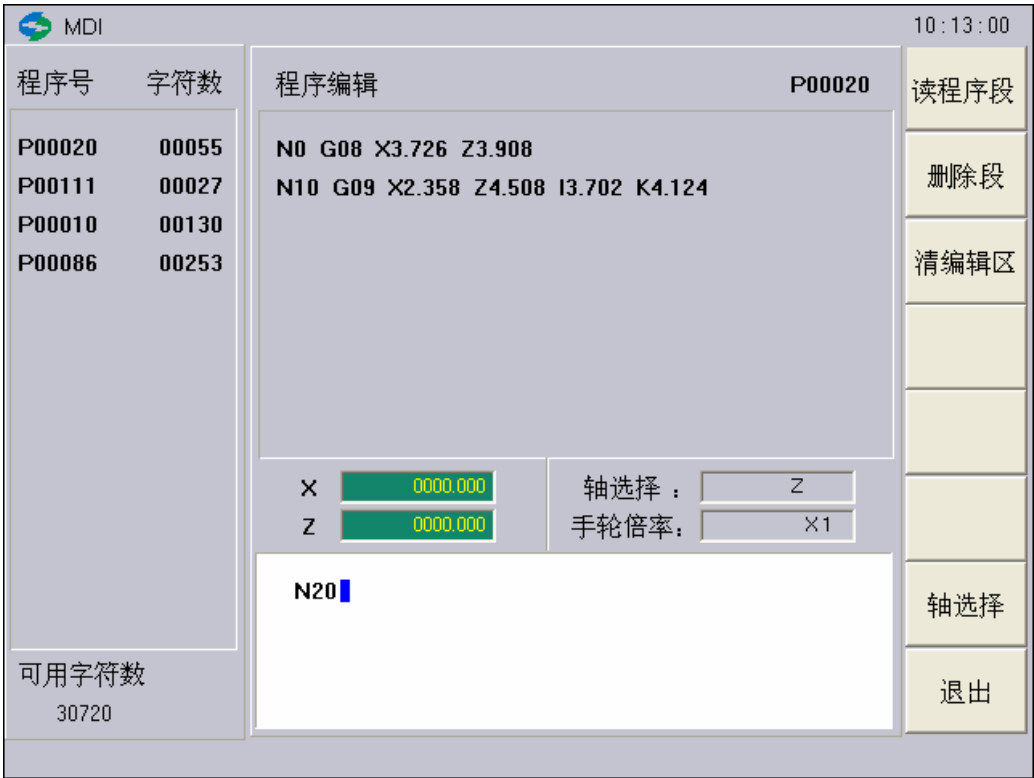 MDI 10:13:00
程序号 字符数
P00020 00055
P00111 00027
P00010 00130
P00086 00253
可用字符数
30720
程序编辑 P00020
N0 G08 X3.726 Z3.908
N10 G09 X2.358 Z4.508 I3.702 K4.124
X 0000.000
Z 0000.000
轴选择 : Z
手轮倍率: X1
N20
读程序段
删除段
清编辑区
轴选择
退出